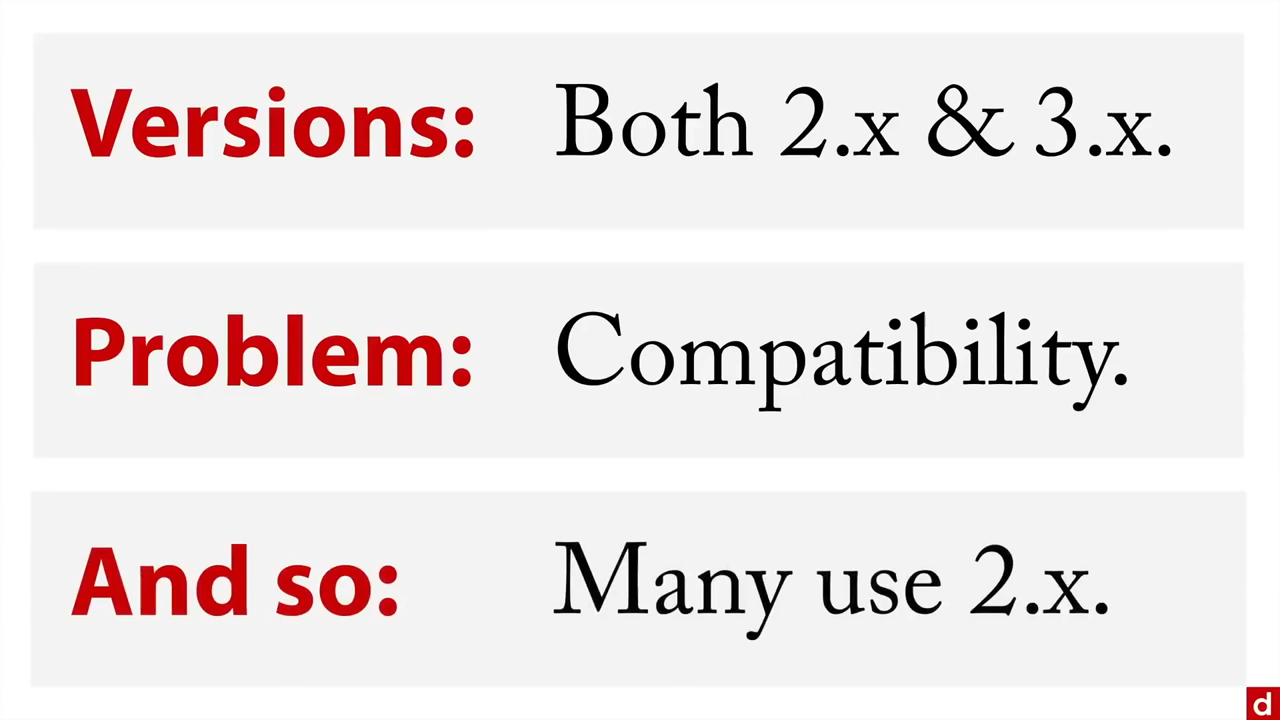 Versions: Both 2.x & 3.x.
Problem: Compatibility.
And so: Many use 2.x.
d